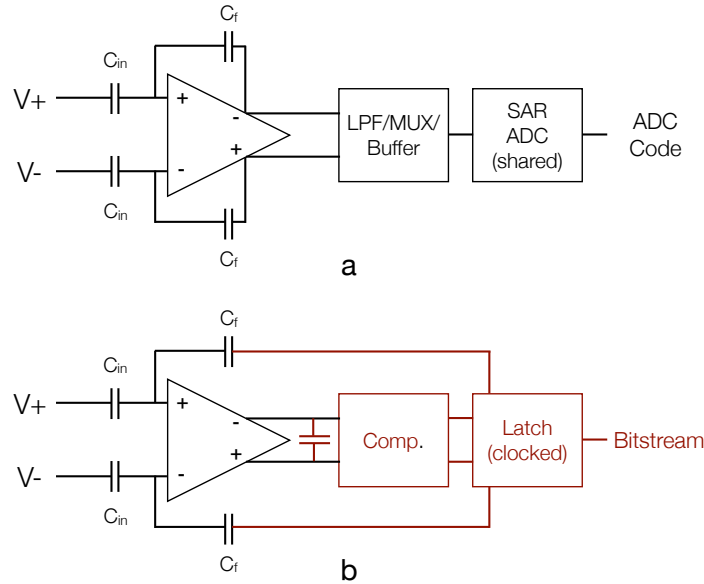 Cf
Cin
V+
+
-
LPF/MUX/
Buffer
SAR
ADC
(shared)
ADC
Code
V-
-
+
Cin
Cf
a
Cf
Cin
V+
+
-
Comp.
Latch
(clocked)
Bitstream
V-
-
+
Cin
Cf
b